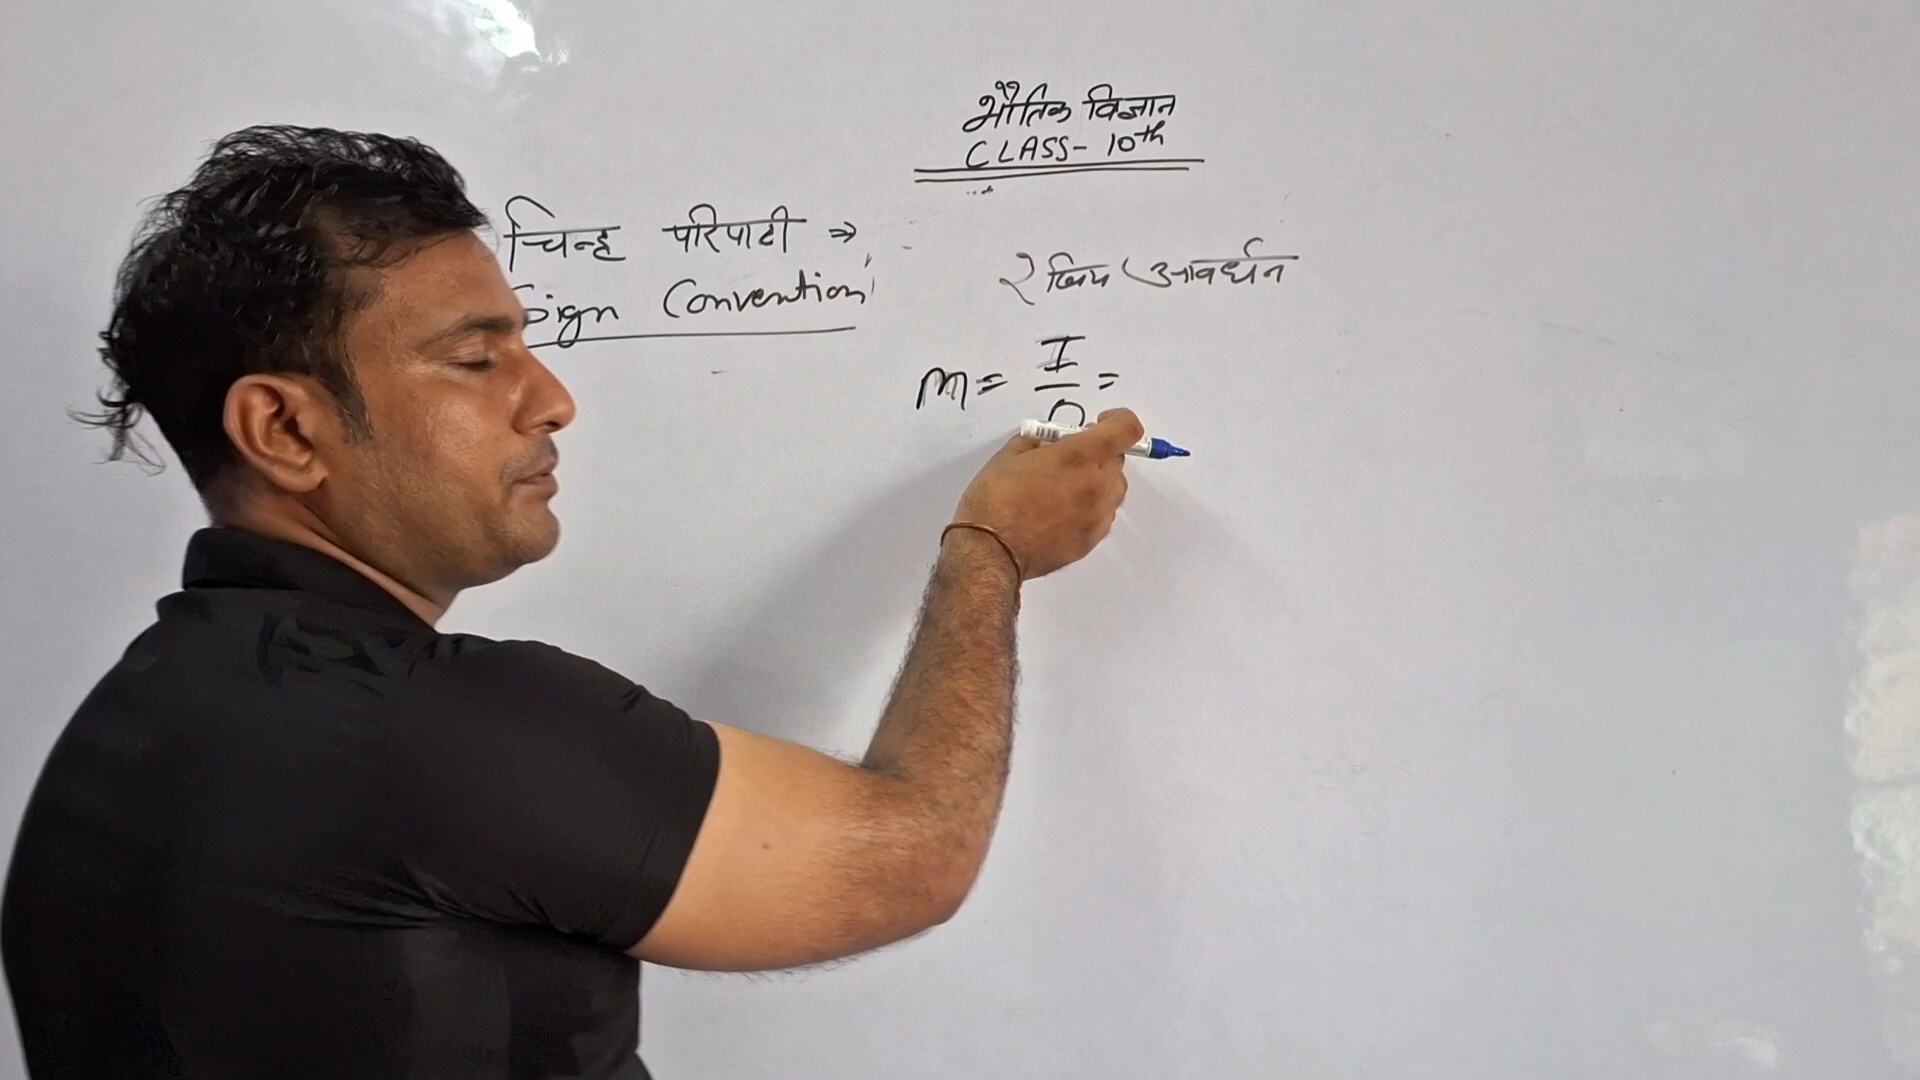 भौतिक विज्ञान
CLASS- 10th
चिन्ह परिपाटी ⇒
Sign Convention
रेखिय आवर्धन
m = I/O =